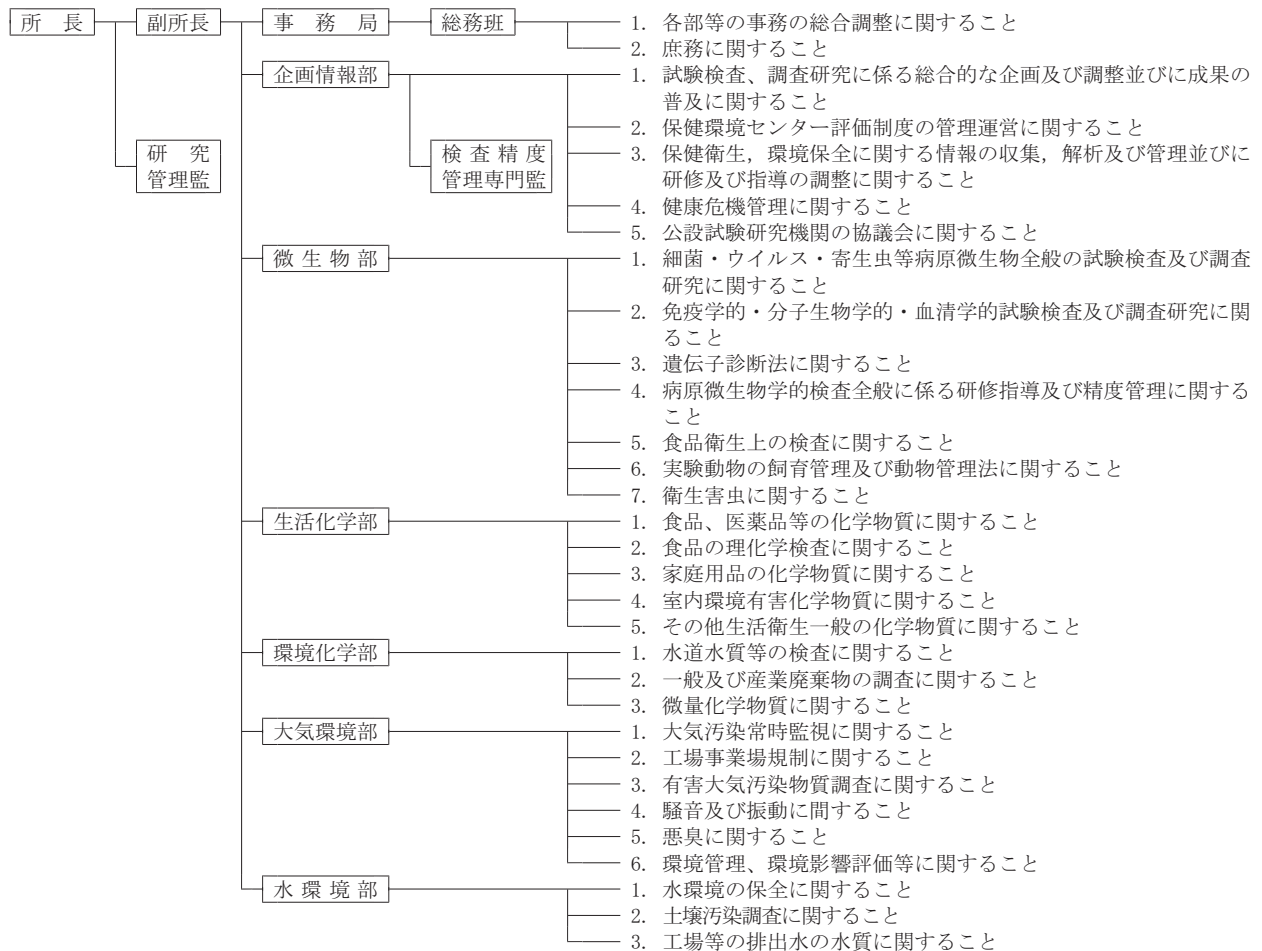 所　長　副所長　事　務　局　総務班　1. 各部等の事務の総合調整に関すること
2. 庶務に関すること
企画情報部　1. 試験検査、調査研究に係る総合的な企画及び調整並びに成果の
普及に関すること
2. 保健環境センター評価制度の管理運営に関すること
研　究
管理監
検 査 精 度
管理専門監
3. 保健衛生，環境保全に関する情報の収集，解析及び管理並びに
研修及び指導の調整に関すること
4. 健康危機管理に関すること
5. 公設試験研究機関の協議会に関すること
微 生 物 部　1. 細菌・ウイルス・寄生虫等病原微生物全般の試験検査及び調査
研究に関すること
2. 免疫学的・分子生物学的・血清学的試験検査及び調査研究に関
ること
3. 遺伝子診断法に関すること
4. 病原微生物学的検査全般に係る研修指導及び精度管理に関する
こと
5. 食品衛生上の検査に関すること
6. 実験動物の飼育管理及び動物管理法に関すること
7. 衛生害虫に関すること
生活化学部　1. 食品、医薬品等の化学物質に関すること
2. 食品の理化学検査に関すること
3. 家庭用品の化学物質に関すること
4. 室内環境有害化学物質に関すること
5. その他生活衛生一般の化学物質に関すること
環境化学部　1. 水道水質等の検査に関すること
2. 一般及び産業廃棄物の調査に関すること
3. 微量化学物質に関すること
大気環境部　1. 大気汚染常時監視に関すること
2. 工場事業場規制に関すること
3. 有害大気汚染物質調査に関すること
4. 騒音及び振動に間すること
5. 悪臭に関すること
6. 環境管理、環境影響評価等に関すること
水 環 境 部　1. 水環境の保全に関すること
2. 土壌汚染調査に関すること
3. 工場等の排出水の水質に関すること